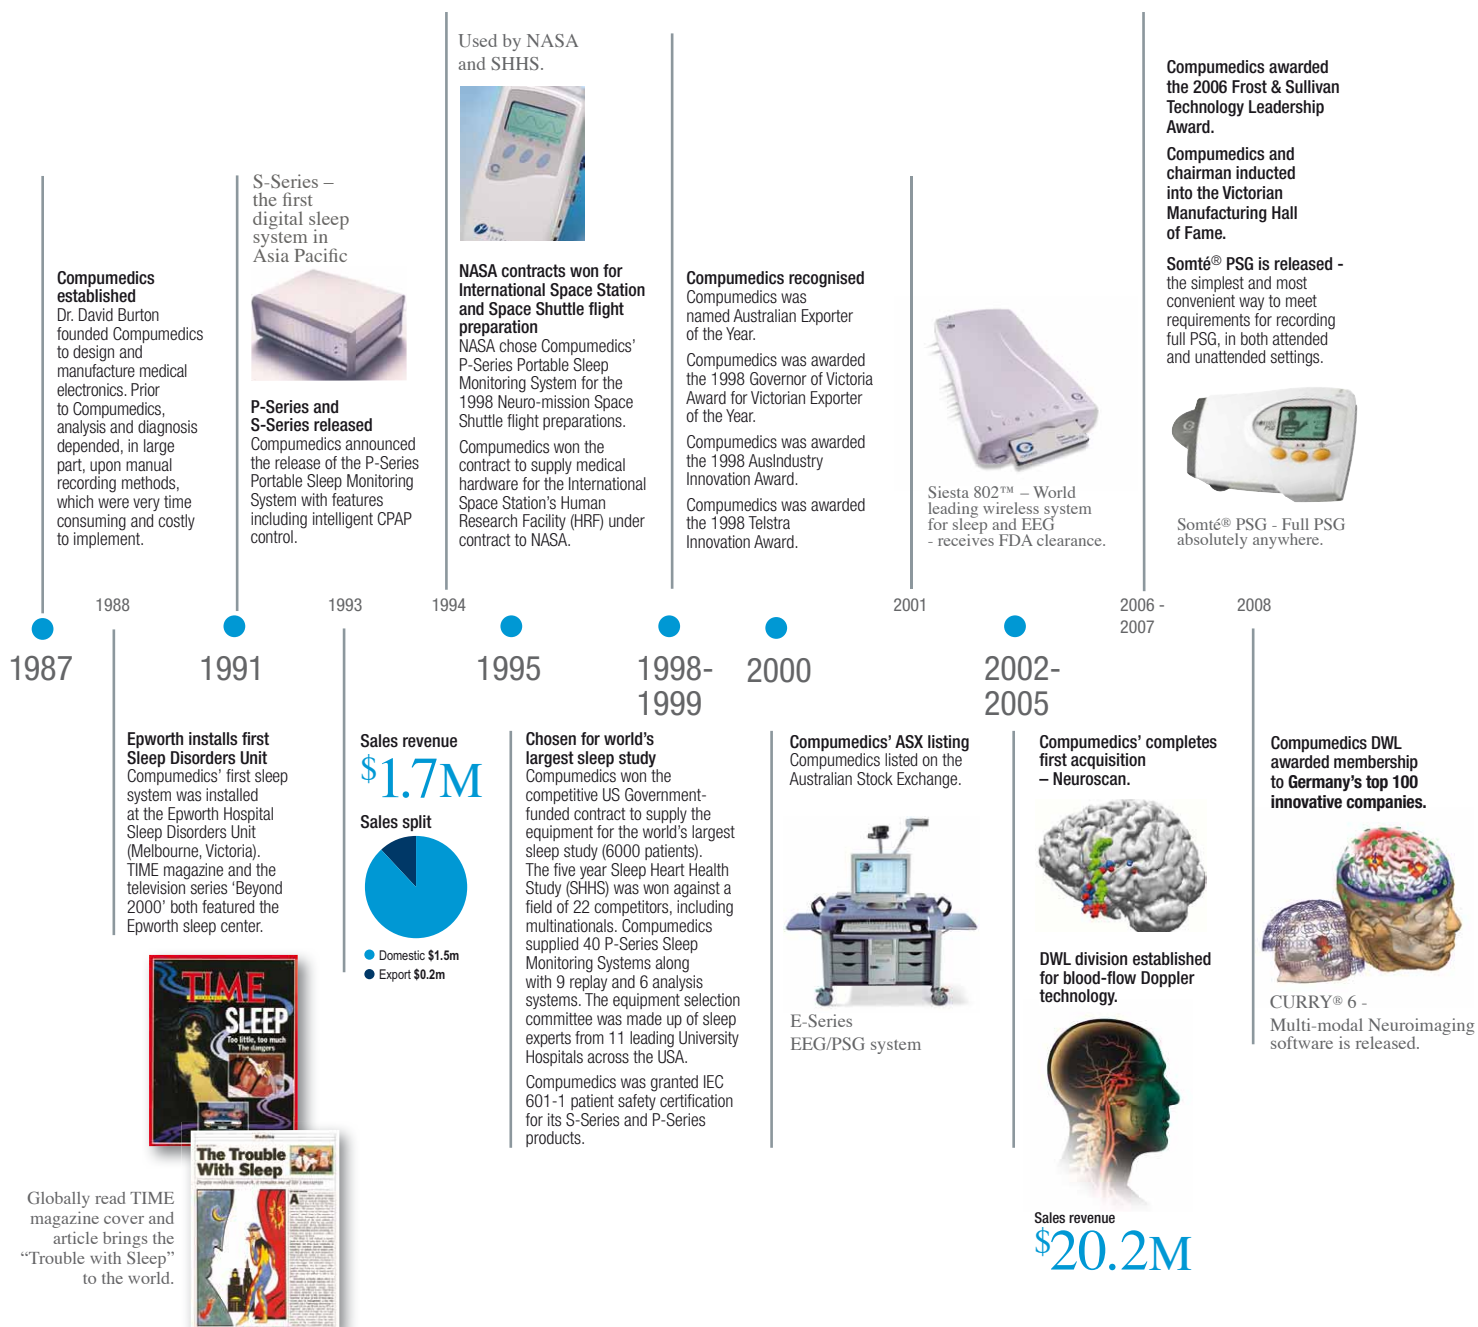 Used by NASA
and SHHS.
Compumedics awarded
the 2006 Frost & Sullivan
Technology Leadership
Award.
Compumedics and
chairman inducted
into the Victorian
Manufacturing Hall
of Fame.
Somté® PSG is released -
the simplest and most
convenient way to meet
requirements for recording
full PSG, in both attended
and unattended settings.
Somté® PSG - Full PSG
absolutely anywhere.
Compumedics
established
Dr. David Burton
founded Compumedics
to design and
manufacture medical
electronics. Prior
to Compumedics,
analysis and diagnosis
depended, in large
part, upon manual
recording methods,
which were very time
consuming and costly
to implement.
S-Series –
the first
digital sleep
system in
Asia Pacific
P-Series and
S-Series released
Compumedics announced
the release of the P-Series
Portable Sleep Monitoring
System with features
including intelligent CPAP
control.
NASA contracts won for
International Space Station
and Space Shuttle flight
preparation
NASA chose Compumedics’
P-Series Portable Sleep
Monitoring System for the
1998 Neuro-mission Space
Shuttle flight preparations.
Compumedics won the
contract to supply medical
hardware for the International
Space Station’s Human
Research Facility (HRF) under
contract to NASA.
Compumedics recognised
Compumedics was
named Australian Exporter
of the Year.
Compumedics was awarded
the 1998 Governor of Victoria
Award for Victorian Exporter
of the Year.
Compumedics was awarded
the 1998 AusIndustry
Innovation Award.
Compumedics was awarded
the 1998 Telstra
Innovation Award.
Siesta 802™ – World
leading wireless system
for sleep and EEG
- receives FDA clearance.
1988
1993
1994
2001
2006 -
2007
2008
1987
1991
1995
1998-
1999
2000
2002-
2005
Epworth installs first
Sleep Disorders Unit
Compumedics’ first sleep
system was installed
at the Epworth Hospital
Sleep Disorders Unit
(Melbourne, Victoria).
TIME magazine and the
television series ‘Beyond
2000’ both featured the
Epworth sleep center.
TIME
SLEEP
Too little, too much
The dangers
Medicine
The Trouble
With Sleep
Globally read TIME
magazine cover and
article brings the
“Trouble with Sleep”
to the world.
Sales revenue
$1.7M
Sales split
Domestic $1.5m
Export $0.2m
Chosen for world’s
largest sleep study
Compumedics won the
competitive US Government-
funded contract to supply the
equipment for the world’s largest
sleep study (6000 patients).
The five year Sleep Heart Health
Study (SHHS) was won against a
field of 22 competitors, including
multinationals. Compumedics
supplied 40 P-Series Sleep
Monitoring Systems along
with 9 replay and 6 analysis
systems. The equipment selection
committee was made up of sleep
experts from 11 leading University
Hospitals across the USA.
Compumedics was granted IEC
601-1 patient safety certification
for its S-Series and P-Series
products.
Compumedics’ ASX listing
Compumedics listed on the
Australian Stock Exchange.
E-Series
EEG/PSG system
Compumedics’ completes
first acquisition
– Neuroscan.
DWL division established
for blood-flow Doppler
technology.
Sales revenue
$20.2M
Compumedics DWL
awarded membership
to Germany’s top 100
innovative companies.
CURRY® 6 -
Multi-modal Neuroimaging
software is released.